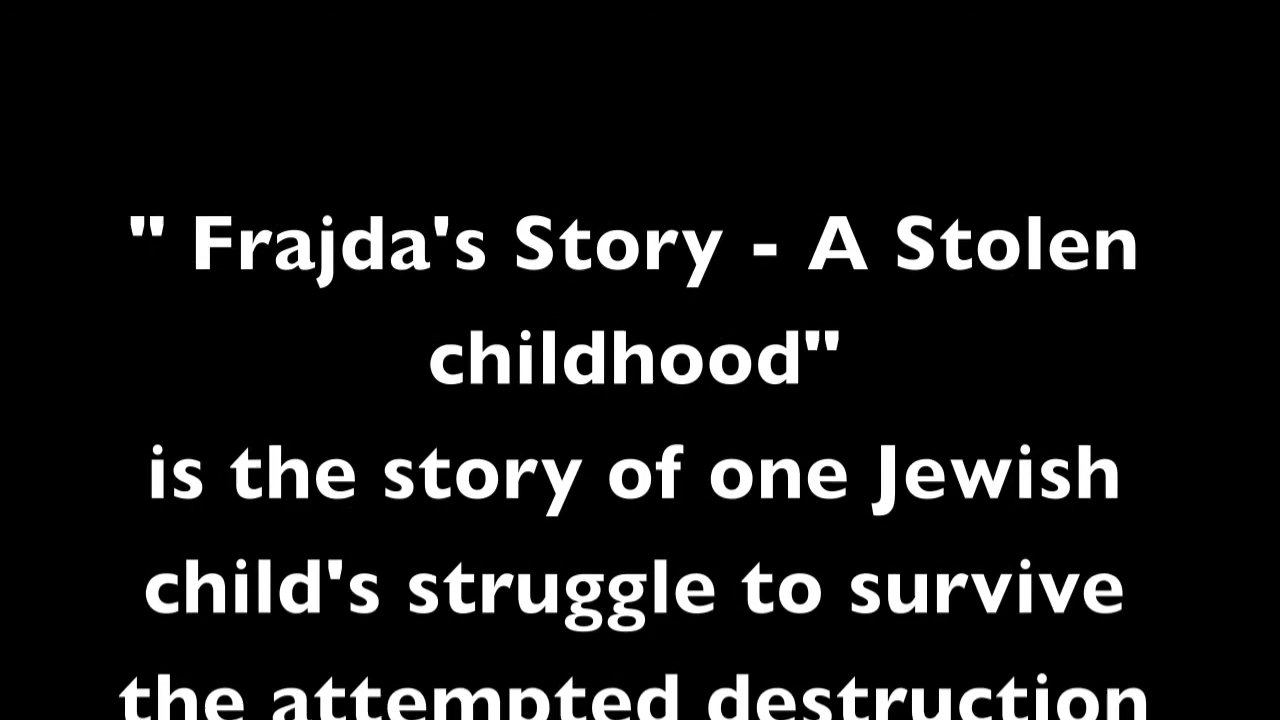 " Frajda's Story - A Stolen
childhood"
is the story of one Jewish
child's struggle to survive
the attempted destruction